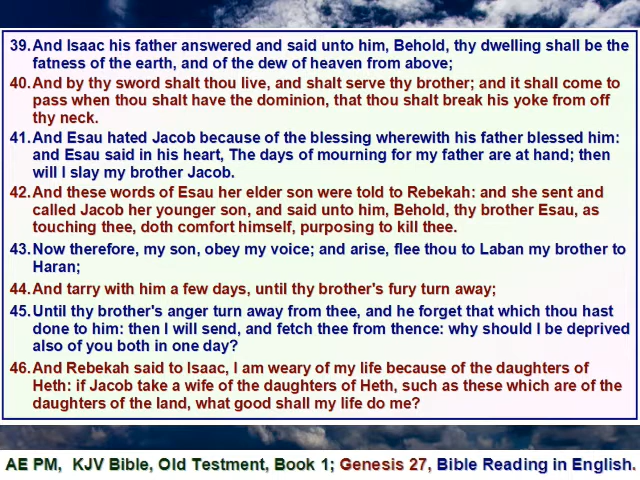 39.And Isaac his father answered and said unto him, Behold, thy dwelling shall be the
fatness of the earth, and of the dew of heaven from above;
40.And by thy sword shalt thou live, and shalt serve thy brother; and it shall come to
pass when thou shalt have the dominion, that thou shalt break his yoke from off
thy neck.
41.And Esau hated Jacob because of the blessing wherewith his father blessed him:
and Esau said in his heart, The days of mourning for my father are at hand; then
will I slay my brother Jacob.
42.And these words of Esau her elder son were told to Rebekah: and she sent and
called Jacob her younger son, and said unto him, Behold, thy brother Esau, as
touching thee, doth comfort himself, purposing to kill thee.
43.Now therefore, my son, obey my voice; and arise, flee thou to Laban my brother to
Haran;
44.And tarry with him a few days, until thy brother's fury turn away;
45.Until thy brother's anger turn away from thee, and he forget that which thou hast
done to him: then I will send, and fetch thee from thence: why should I be deprived
also of you both in one day?
46.And Rebekah said to Isaac, I am weary of my life because of the daughters of
Heth: if Jacob take a wife of the daughters of Heth, such as these which are of the
daughters of the land, what good shall my life do me?
AE PM, KJV Bible, Old Testment, Book 1; Genesis 27, Bible Reading in English.